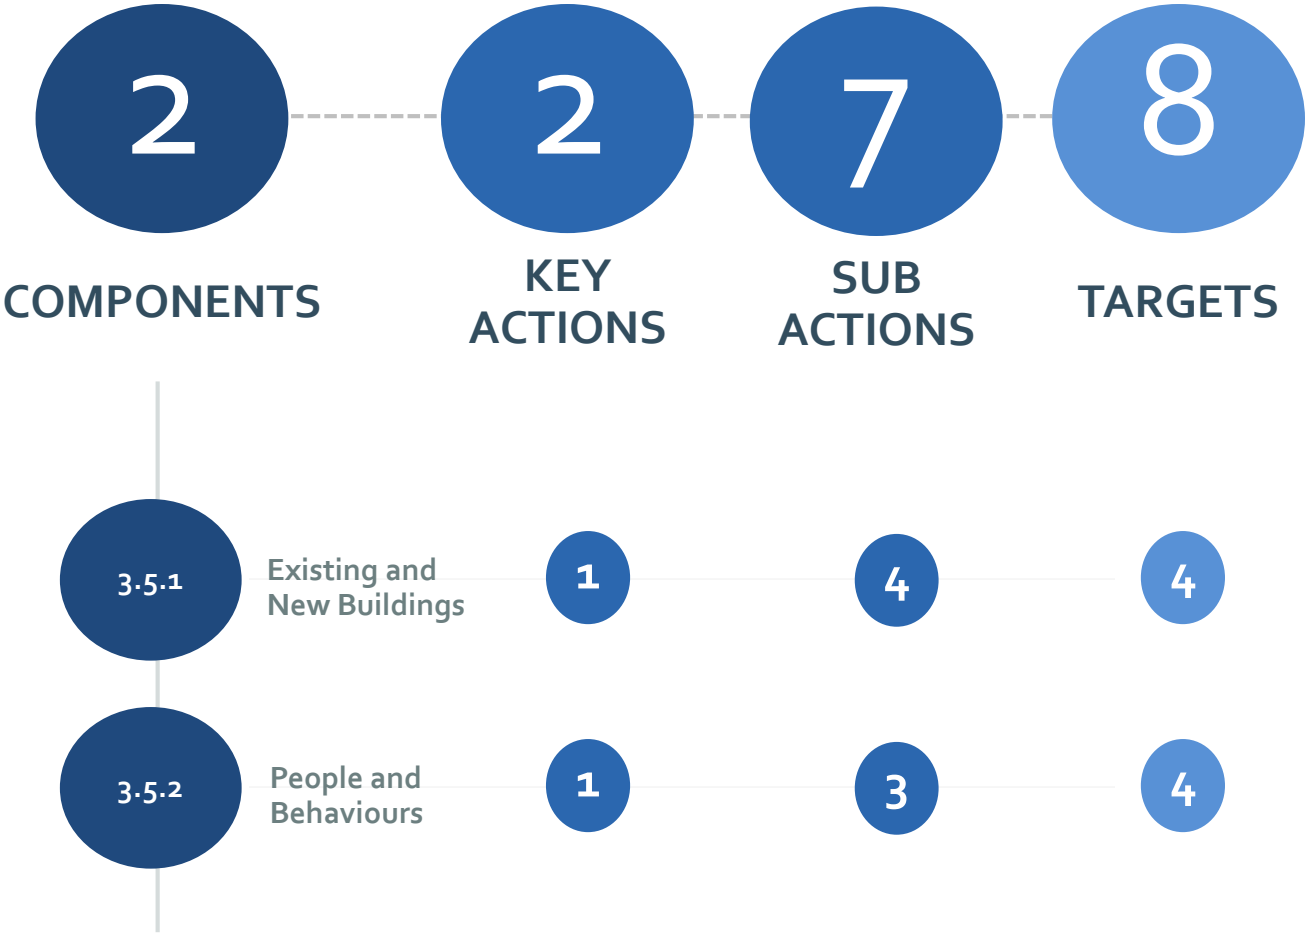 2
2
7
8
COMPONENTS
KEY
ACTIONS
SUB
ACTIONS
TARGETS
3.5.1
Existing and
New Buildings
1
4
4
3.5.2
People and
Behaviours
1
3
4